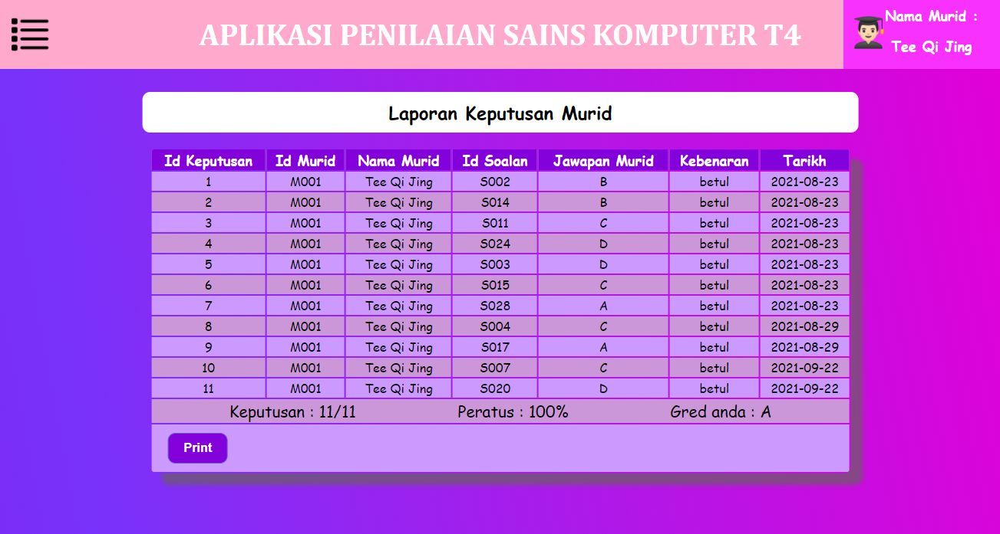 APLIKASI PENILAIAN SAINS KOMPUTER T4
Nama Murid :
Tee Qi Jing
Laporan Keputusan Murid
Id Keputusan Id Murid Nama Murid Id Soalan Jawapan Murid Kebenaran Tarikh
1 M001 Tee Qi Jing S002 B betul 2021-08-23
2 M001 Tee Qi Jing S014 B betul 2021-08-23
3 M001 Tee Qi Jing S011 C betul 2021-08-23
4 M001 Tee Qi Jing S024 D betul 2021-08-23
5 M001 Tee Qi Jing S003 D betul 2021-08-23
6 M001 Tee Qi Jing S015 C betul 2021-08-23
7 M001 Tee Qi Jing S028 A betul 2021-08-23
8 M001 Tee Qi Jing S004 C betul 2021-08-29
9 M001 Tee Qi Jing S017 A betul 2021-08-29
10 M001 Tee Qi Jing S007 C betul 2021-09-22
11 M001 Tee Qi Jing S020 D betul 2021-09-22
Keputusan : 11/11 Peratus : 100% Gred anda : A
Print